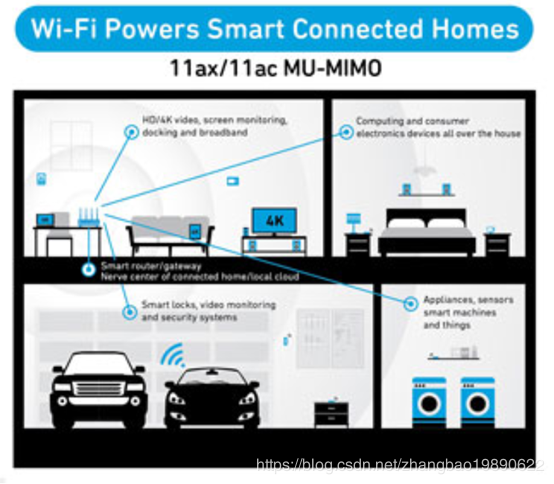 Wi-Fi Powers Smart Connected Homes
11ax/11ac MU-MIMO
HD/4K video, screen monitoring,
docking and broadband
Computing and consumer
electronics devices all over the house
4K
Smart router/gateway
Nerve center of connected home/local cloud
Smart locks, video monitoring
and security systems
Appliances, sensors
smart machines
and things
https://blog.csdn.net/zhangbao19890622